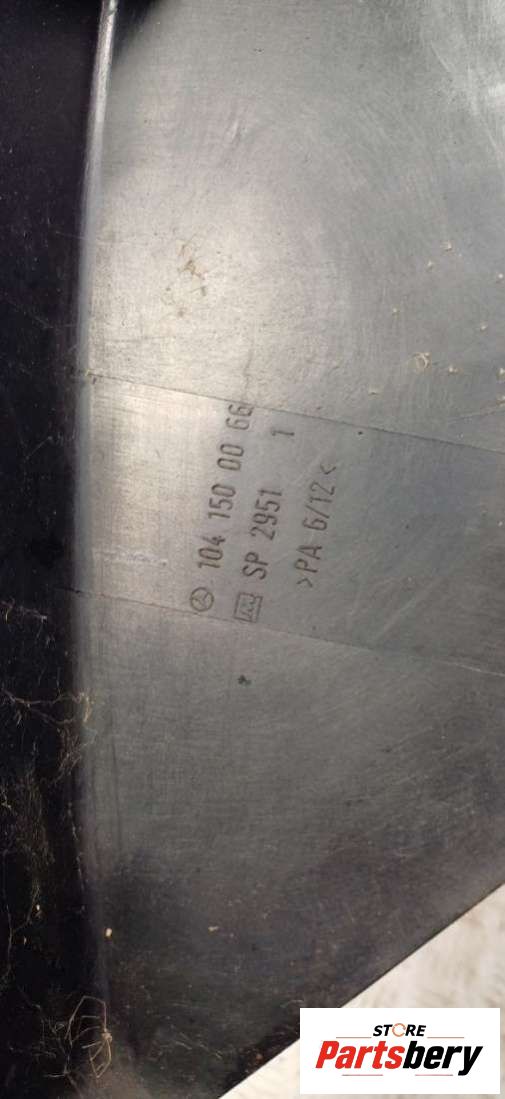 104 150 00 66
SP 2951 1
>PA 6/12<
STORE
Partsbery